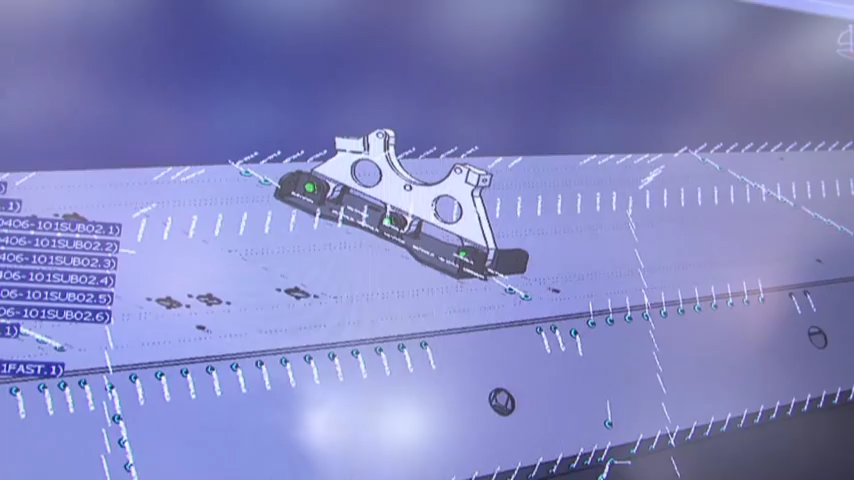 .1)
0406-101SUB02.1)
406-101SUB02.2)
406-101SUB02.3)
06-101SUB02.4)
06-101SUB02.5)
06-101SUB02.6)
.1)
1FAST.1)